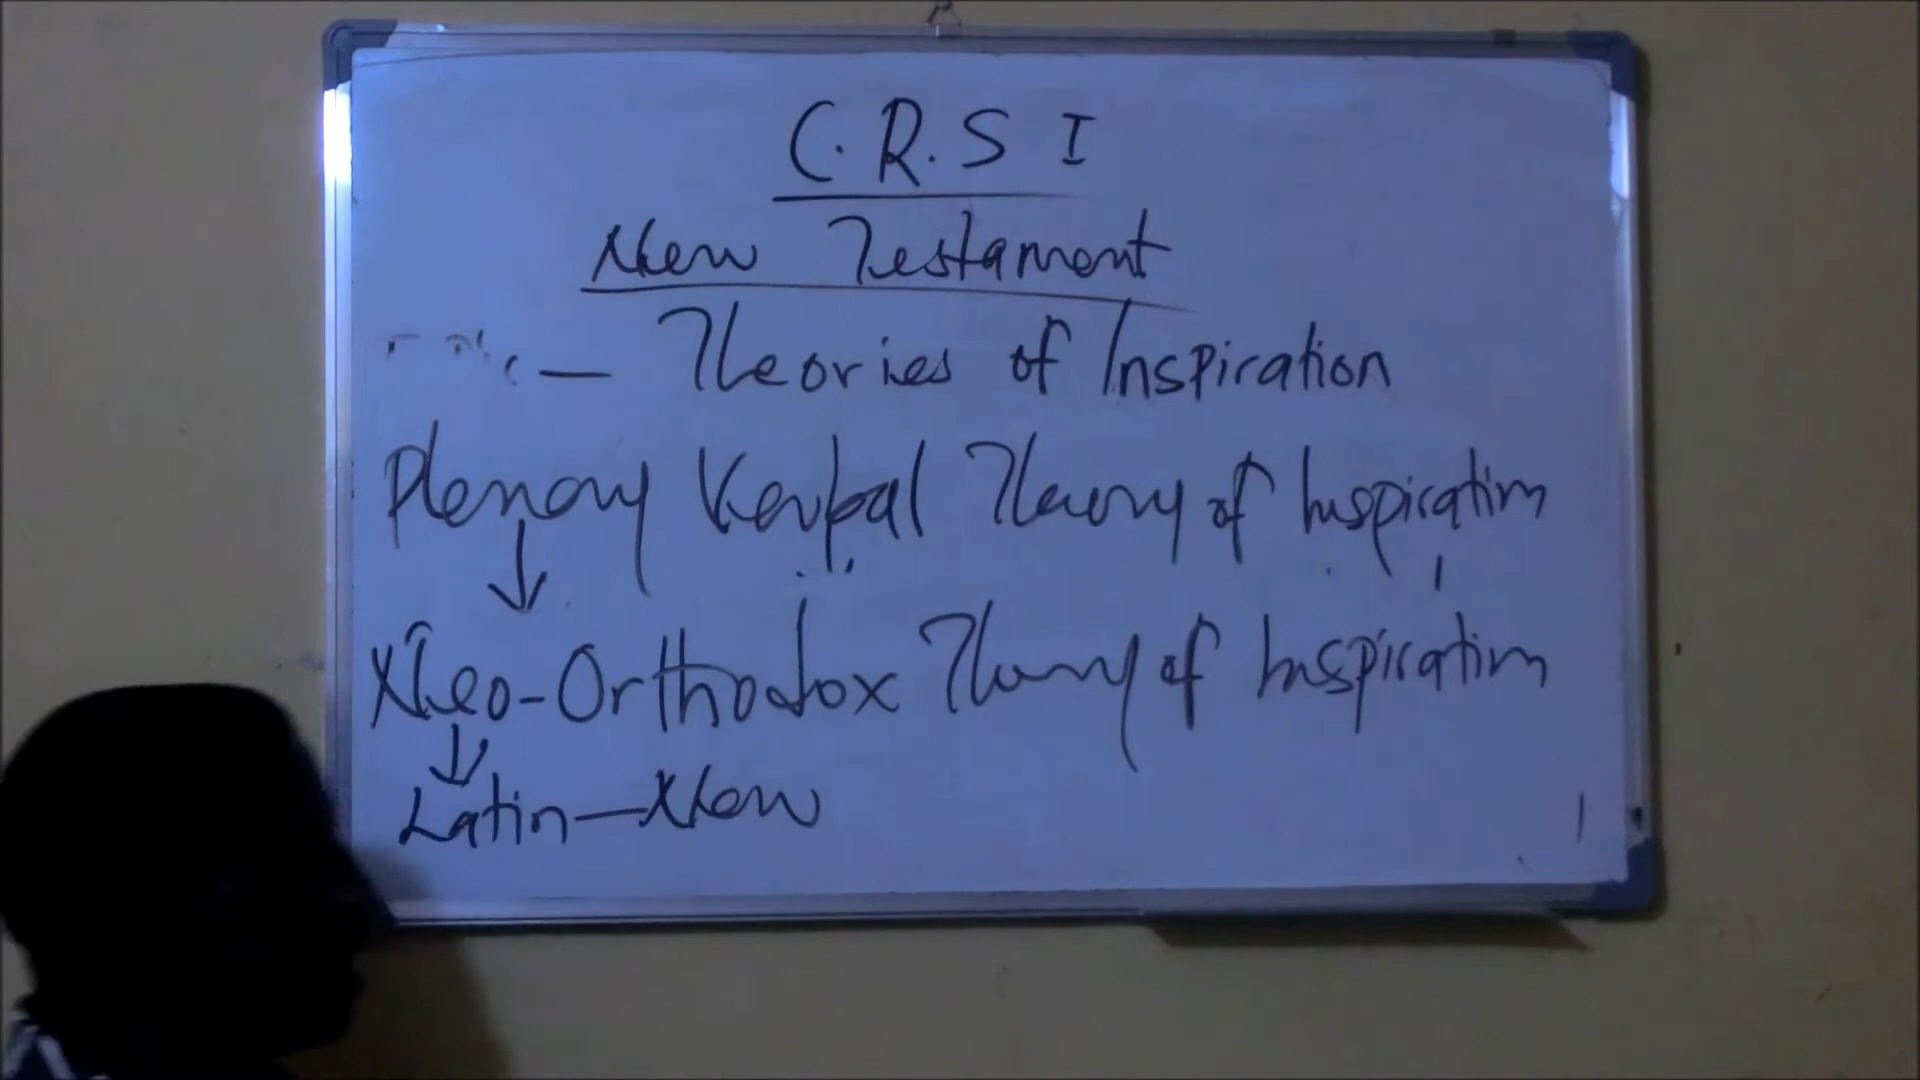 C.R.S I
New Testament
— Theories of Inspiration
Plenary Verbal Theory of Inspiration
↓
Neo-Orthodox Theory of Inspiration
↓
Latin—New